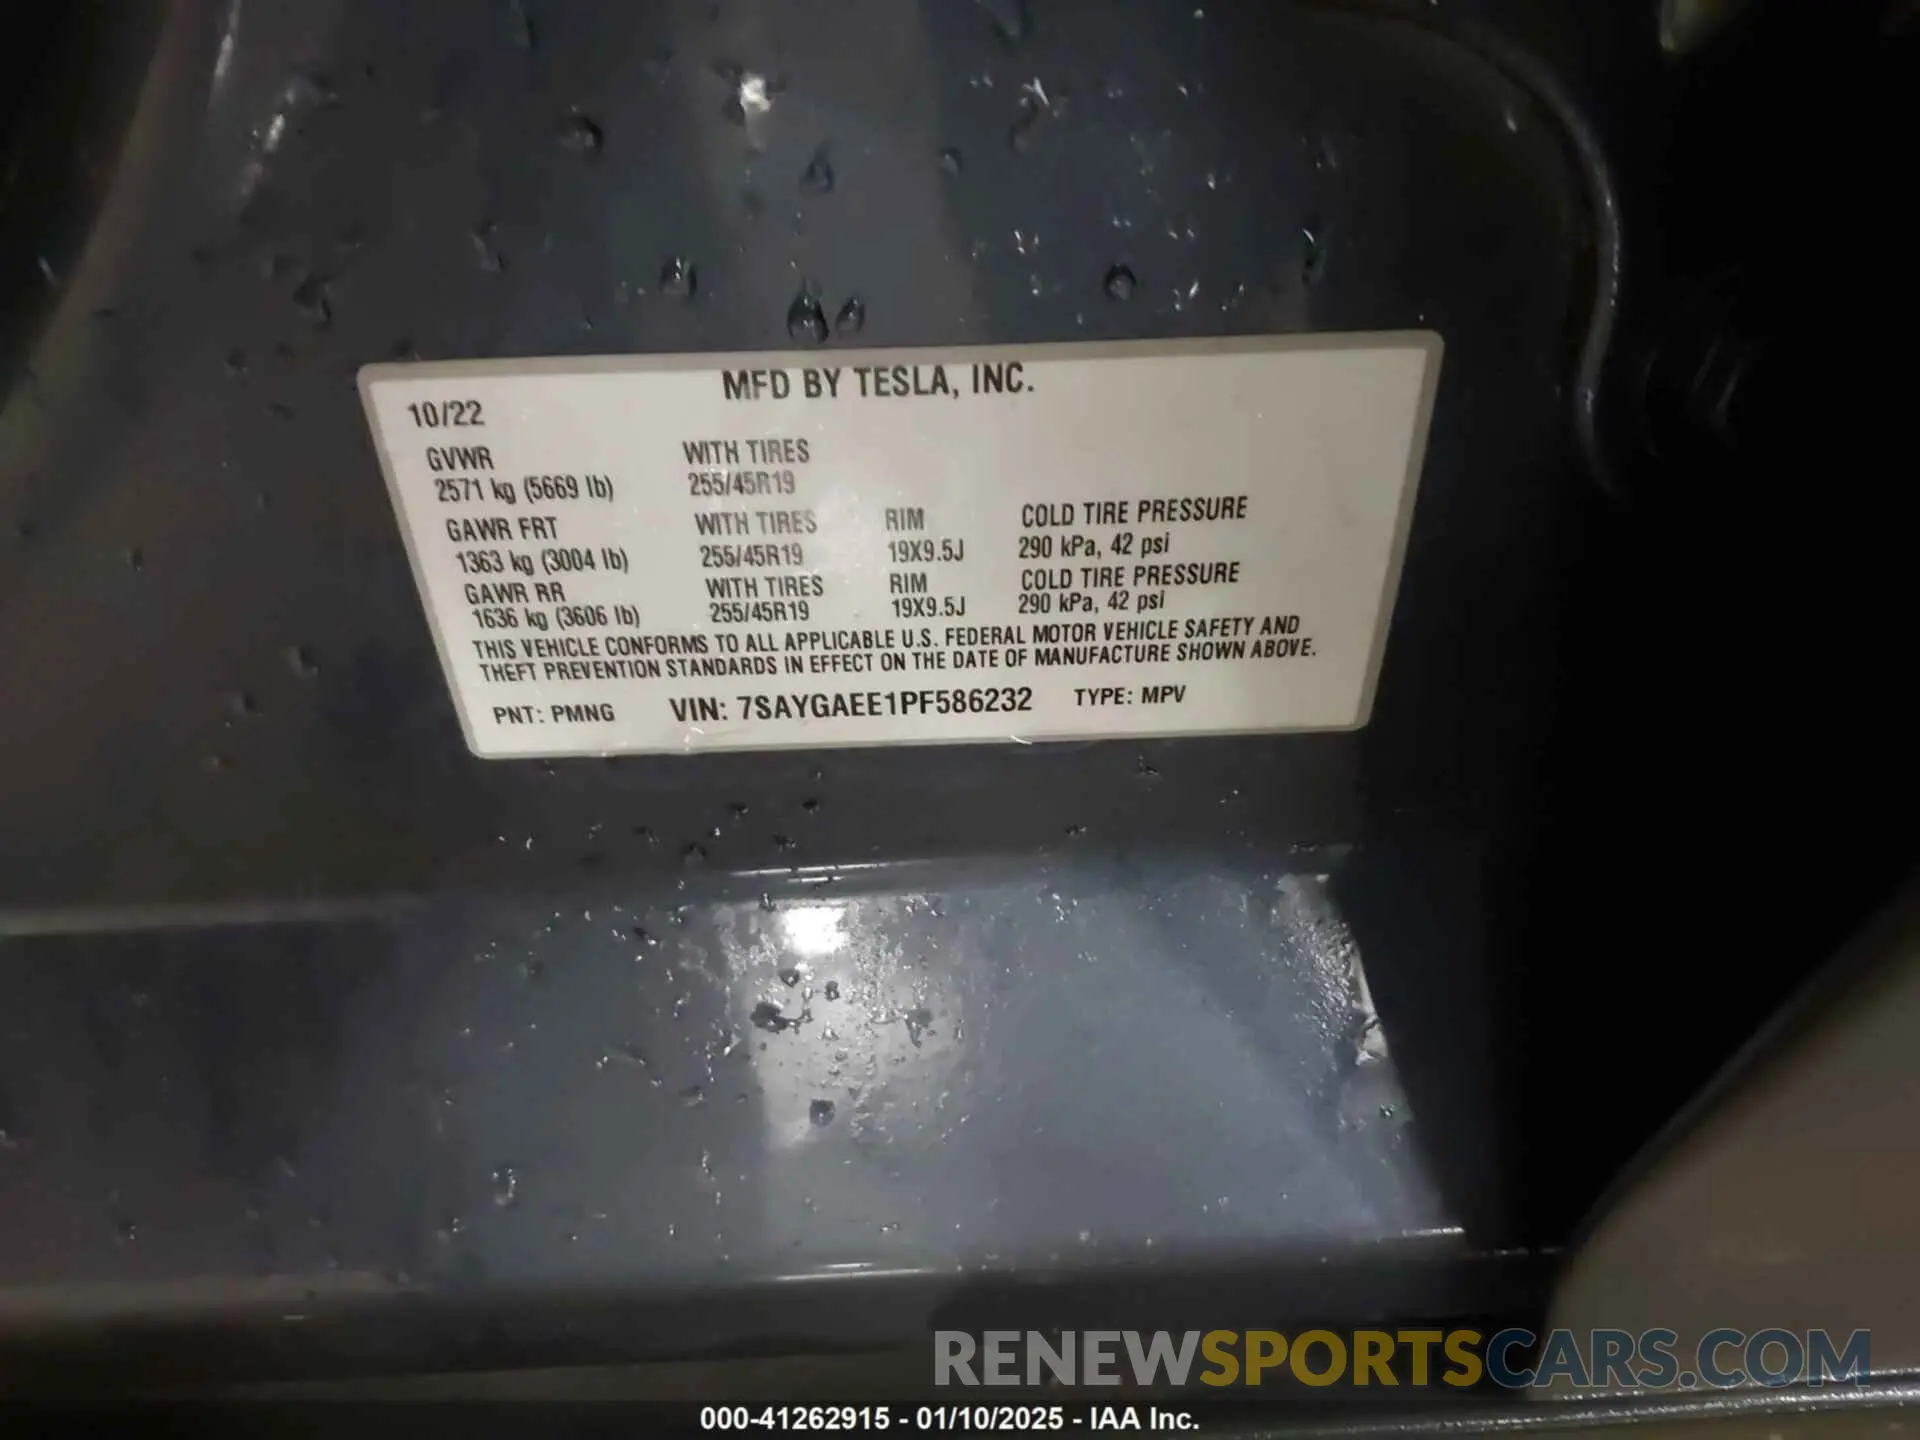 MFD BY TESLA, INC.
10/22
GVWR WITH TIRES
2571 kg (5669 lb) 255/45R19
GAWR FRT WITH TIRES RIM COLD TIRE PRESSURE
1363 kg (3004 lb) 255/45R19 19X9.5J 290 kPa, 42 psi
GAWR RR WITH TIRES RIM COLD TIRE PRESSURE
1636 kg (3606 lb) 255/45R19 19X9.5J 290 kPa, 42 psi
THIS VEHICLE CONFORMS TO ALL APPLICABLE U.S. FEDERAL MOTOR VEHICLE SAFETY AND
THEFT PREVENTION STANDARDS IN EFFECT ON THE DATE OF MANUFACTURE SHOWN ABOVE.
PNT: PMNG VIN: 7SAYGAEE1PF586232 TYPE: MPV
RENEWSPORTSCARS.COM
000-41262915 - 01/10/2025 - IAA Inc.